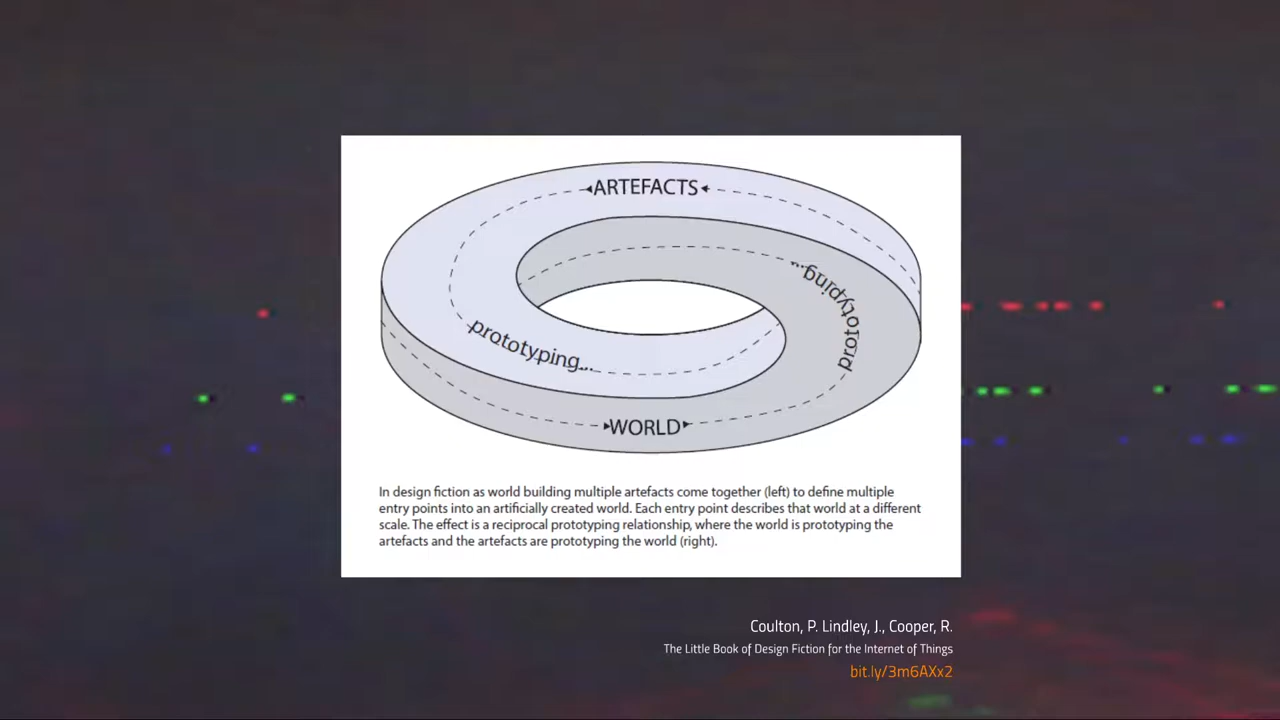 ARTEFACTS
prototyping...
prototyping...
WORLD
In design fiction as world building multiple artefacts come together (left) to define multiple
entry points into an artificially created world. Each entry point describes that world at a different
scale. The effect is a reciprocal prototyping relationship, where the world is prototyping the
artefacts and the artefacts are prototyping the world (right).
Coulton, P. Lindley, J., Cooper, R.
The Little Book of Design Fiction for the Internet of Things
bit.ly/3m6AXx2